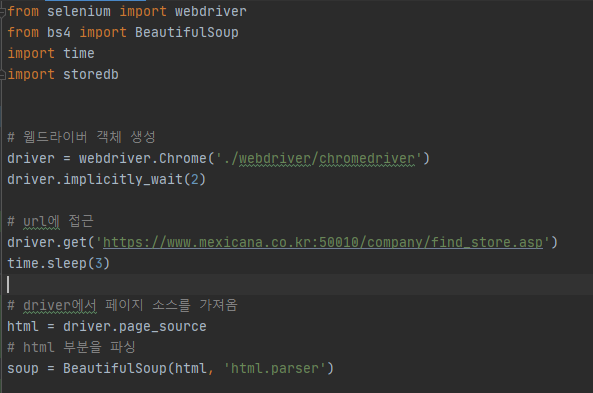 from selenium import webdriver
from bs4 import BeautifulSoup
import time
import storedb
# 웹드라이버 객체 생성
driver = webdriver.Chrome('./webdriver/chromedriver')
driver.implicitly_wait(2)
# url에 접근
driver.get('https://www.mexicana.co.kr:50010/company/find_store.asp')
time.sleep(3)
# driver에서 페이지 소스를 가져옴
html = driver.page_source
# html 부분을 파싱
soup = BeautifulSoup(html, 'html.parser')